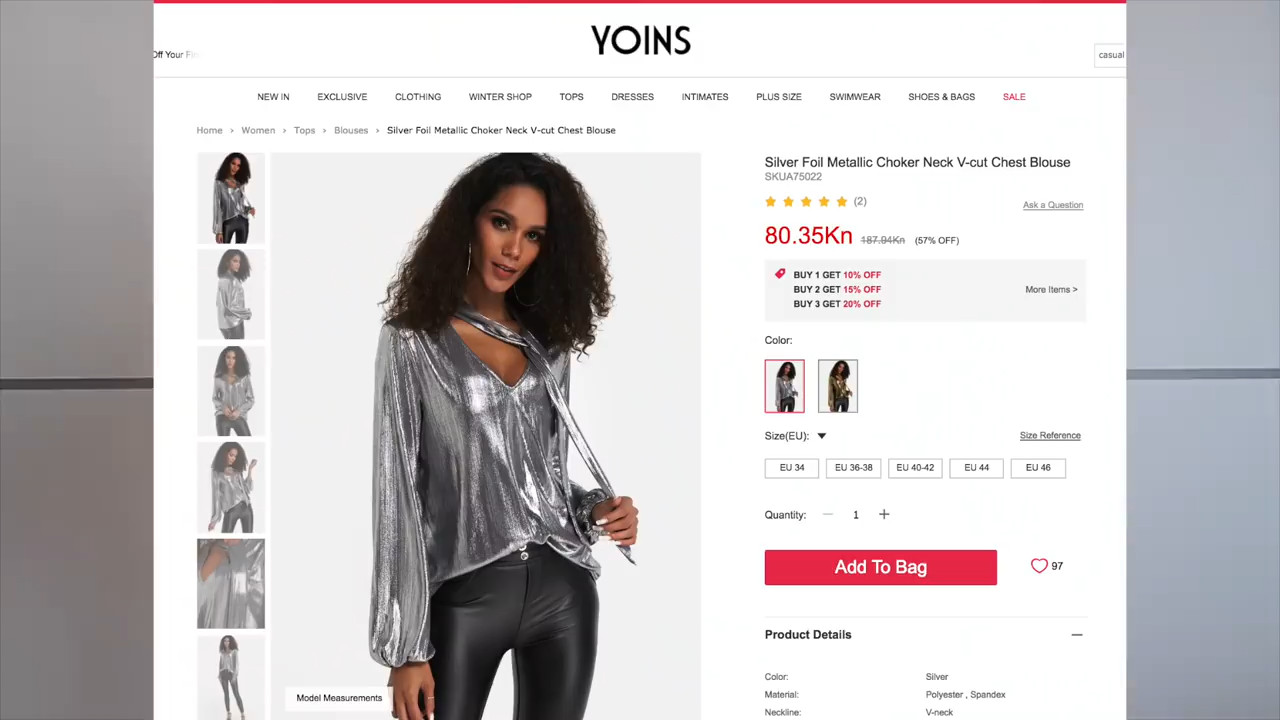 YOINS
Off Your
casual
NEW IN EXCLUSIVE CLOTHING WINTER SHOP TOPS DRESSES INTIMATES PLUS SIZE SWIMWEAR SHOES & BAGS SALE
Home › Women › Tops › Blouses › Silver Foil Metallic Choker Neck V-cut Chest Blouse
Silver Foil Metallic Choker Neck V-cut Chest Blouse
SKUA75022
(2)
Ask a Question
80.35Kn 187.94Kn (57% OFF)
BUY 1 GET 10% OFF
BUY 2 GET 15% OFF
More Items >
BUY 3 GET 20% OFF
Color:
Size(EU):
Size Reference
EU 34 EU 36-38 EU 40-42 EU 44 EU 46
Quantity: 1
Add To Bag
97
Product Details
Color: Silver
Material: Polyester , Spandex
Neckline: V-neck
Model Measurements